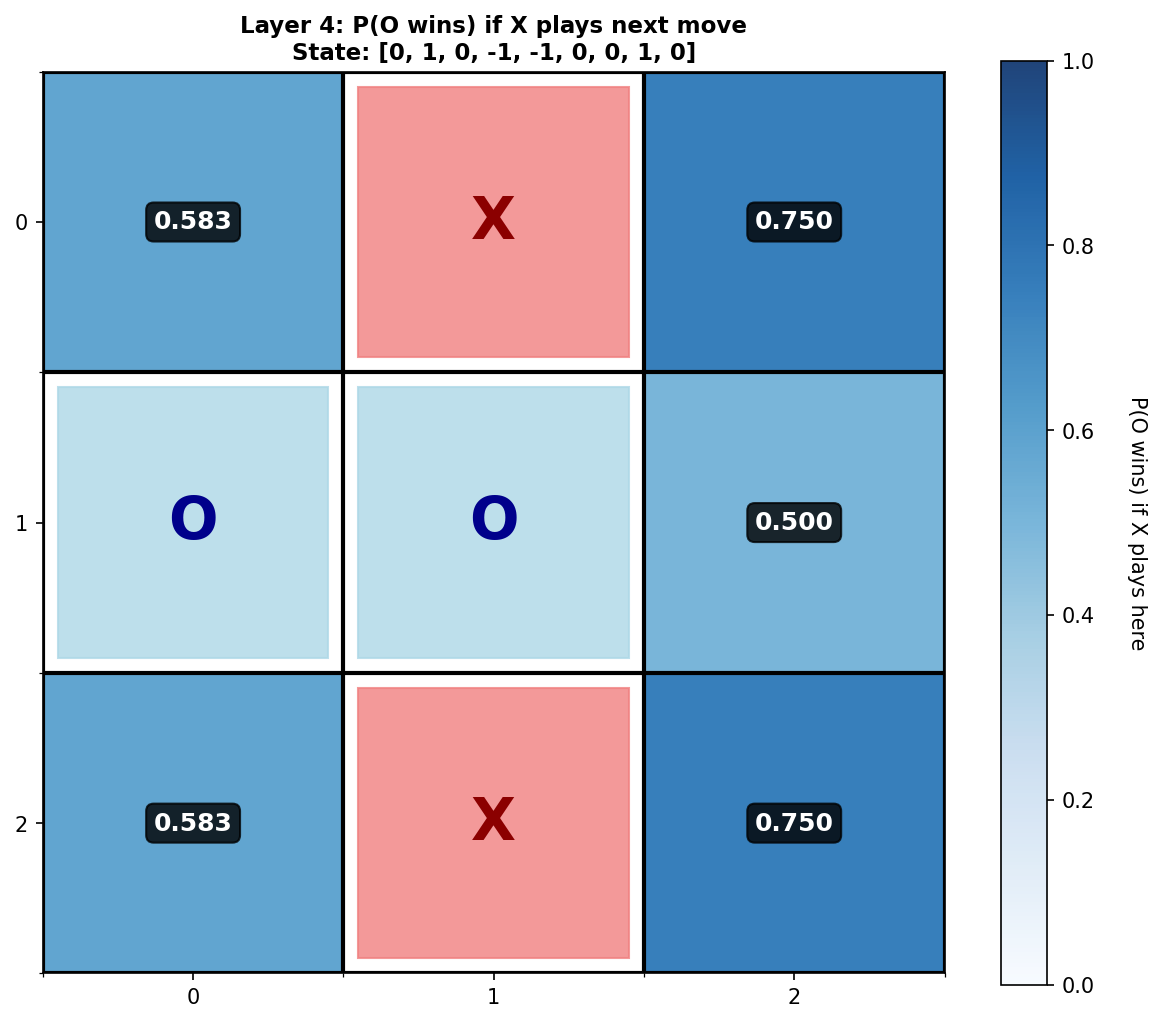 Layer 4: P(O wins) if X plays next move
State: [0, 1, 0, -1, -1, 0, 0, 1, 0]
0
0.583
X
0.750
1
O
O
0.500
2
0.583
X
0.750
0
1
2
1.0
0.8
0.6
0.4
0.2
0.0
P(O wins) if X plays here